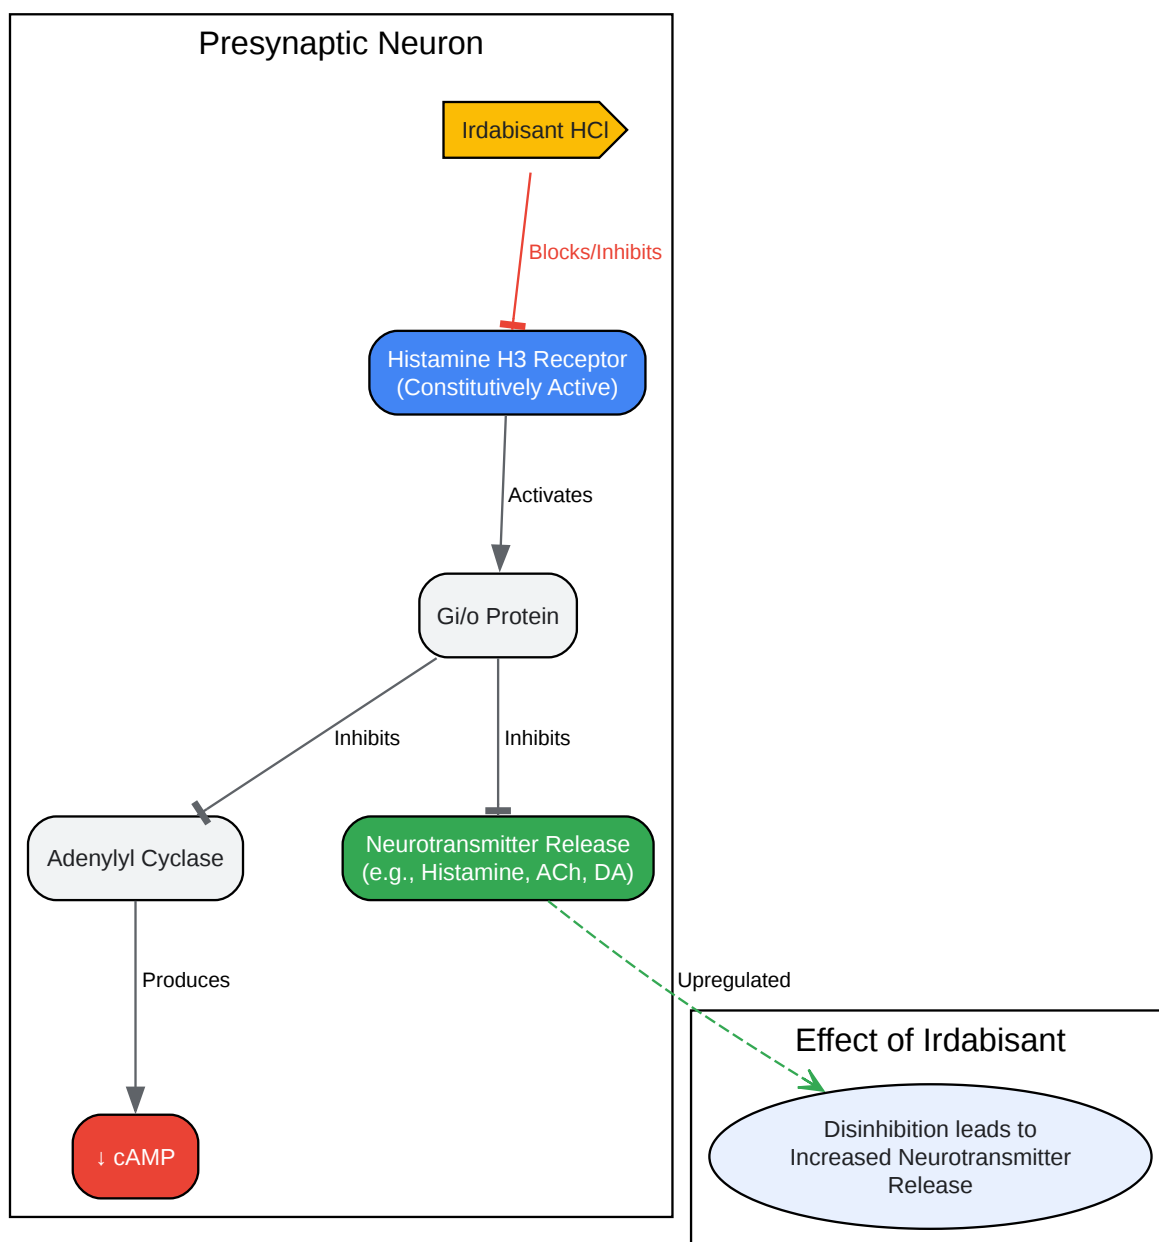 Presynaptic Neuron
Irdabisant HCl
Blocks/Inhibits
Histamine H3 Receptor
(Constitutively Active)
Activates
Gi/o Protein
Inhibits
Inhibits
Adenylyl Cyclase
Neurotransmitter Release
(e.g., Histamine, ACh, DA)
Produces
Upregulated
Effect of Irdabisant
Disinhibition leads to
Increased Neurotransmitter
Release
↓ cAMP